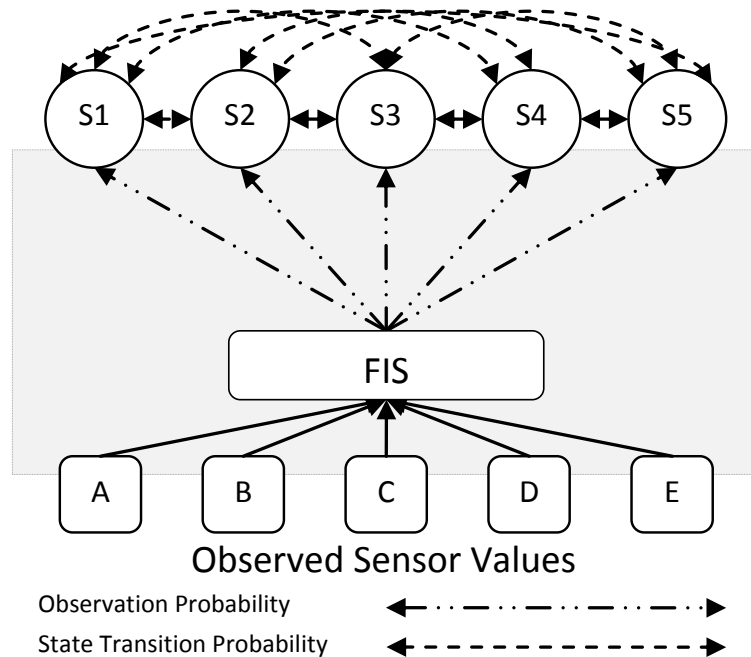 S1 S2 S3 S4 S5
FIS
A B C D E
Observed Sensor Values
Observation Probability
State Transition Probability